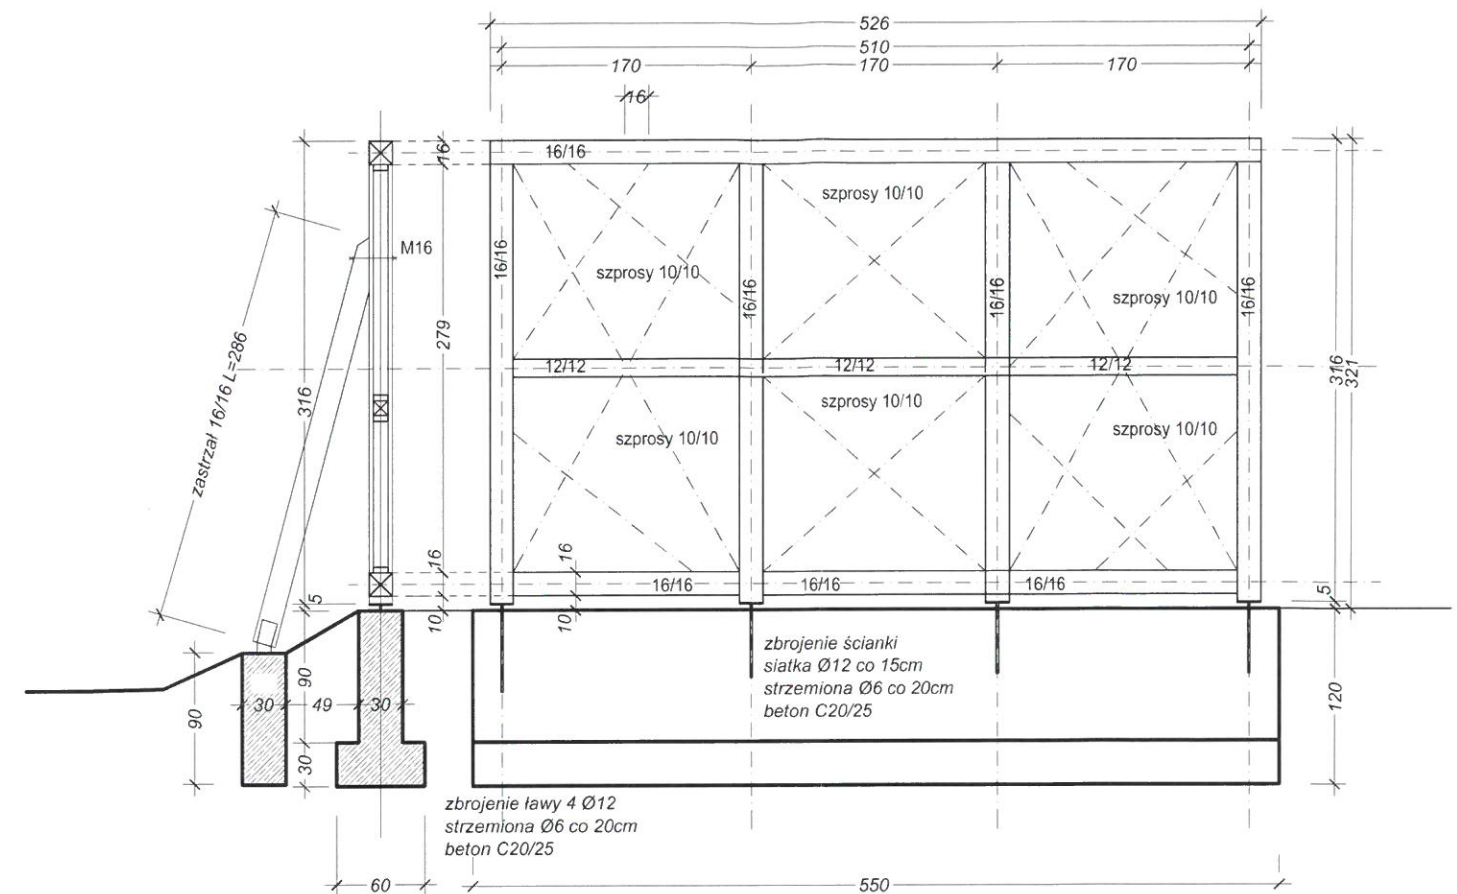 526
510
170
170
170
16
16/16
16
szprosy 10/10
M16
16/16
szprosy 10/10
16/16
16/16
szprosy 10/10
16/16
279
zastrzał 16/16 L=286
316
12/12
12/12
12/12
316
321
szprosy 10/10
szprosy 10/10
szprosy 10/10
16
16
16/16
16/16
16/16
5
10
10
5
zbrojenie ścianki
siatka Ø12 co 15cm
strzemiona Ø6 co 20cm
beton C20/25
90
30
49
30
90
120
30
zbrojenie ławy 4 Ø12
strzemiona Ø6 co 20cm
beton C20/25
60
550